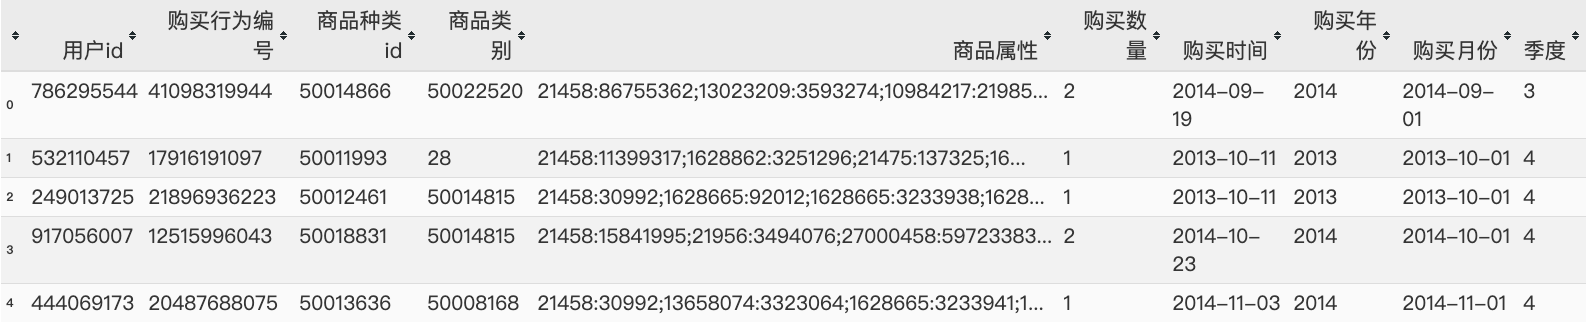 用户id 购买行为编号 商品种类id 商品类别 商品属性 购买数量 购买时间 购买年份 购买月份 季度
0 786295544 41098319944 50014866 50022520 21458:86755362;13023209:3593274;10984217:21985... 2 2014-09-19 2014 2014-09-01 3
1 532110457 17916191097 50011993 28 21458:11399317;1628862:3251296;21475:137325;16... 1 2013-10-11 2013 2013-10-01 4
2 249013725 21896936223 50012461 50014815 21458:30992;1628665:92012;1628665:3233938;1628... 1 2013-10-11 2013 2013-10-01 4
3 917056007 12515996043 50018831 50014815 21458:15841995;21956:3494076;27000458:59723383... 2 2014-10-23 2014 2014-10-01 4
4 444069173 20487688075 50013636 50008168 21458:30992;13658074:3323064;1628665:3233941;1... 1 2014-11-03 2014 2014-11-01 4